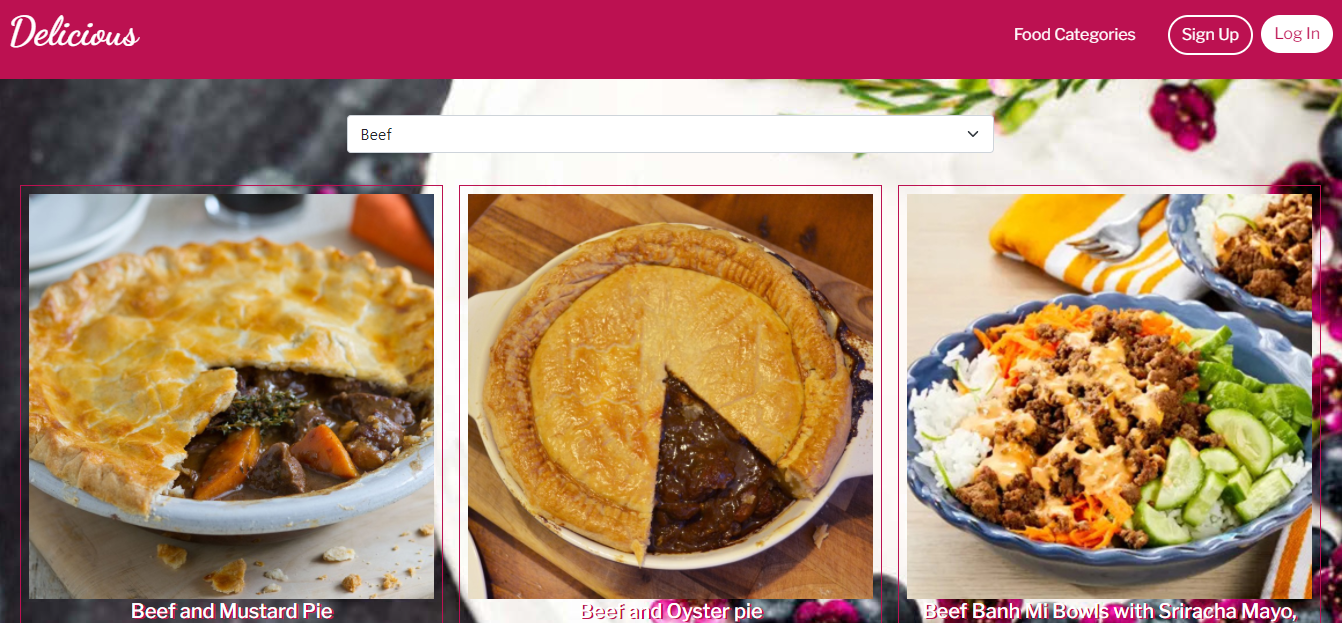 Delicious
Food Categories
Sign Up
Log In
Beef
Beef and Mustard Pie
Beef and Oyster pie
Beef Banh Mi Bowls with Sriracha Mayo,